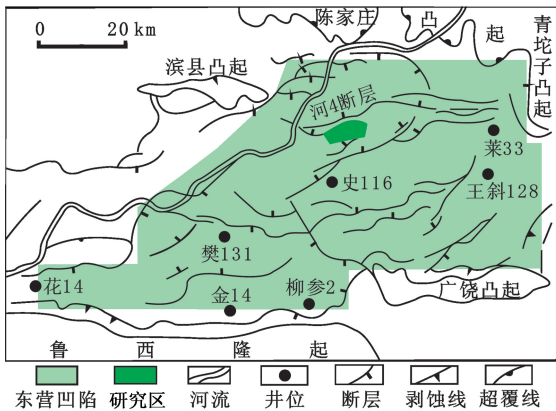 0 20 km
陈家庄 凸 起
青坨子凸起
滨县凸起
河4断层
莱33
史116
王斜128
樊131
花14
金14
柳参2
广饶凸起
鲁 西 隆 起
东营凹陷 研究区 河流 井位 断层 剥蚀线 超覆线